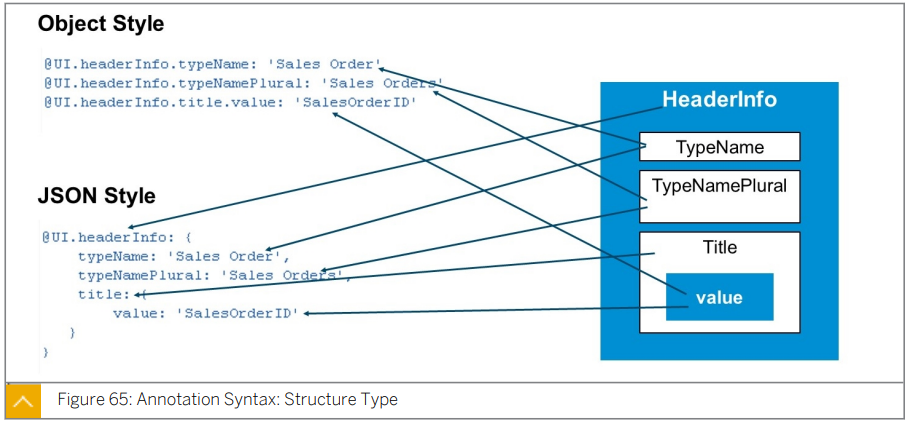 Object Style
@UI.headerInfo.typeName: 'Sales Order'
@UI.headerInfo.typeNamePlural: 'Sales Orders'
@UI.headerInfo.title.value: 'SalesOrderID'
JSON Style
@UI.headerInfo: {
typeName: 'Sales Order',
typeNamePlural: 'Sales Orders',
title: {
value: 'SalesOrderID'
}
}
HeaderInfo
TypeName
TypeNamePlural
Title
value
Figure 65: Annotation Syntax: Structure Type